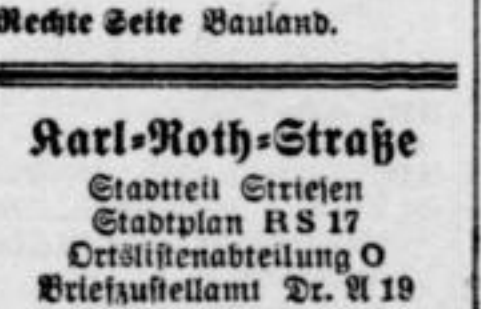 Rechte Seite Bauland.
Karl-Roth-Straße
Stadtteil Striesen
Stadtplan R S 17
Ortslistenabteilung O
Briefzustellamt Dr. A 19